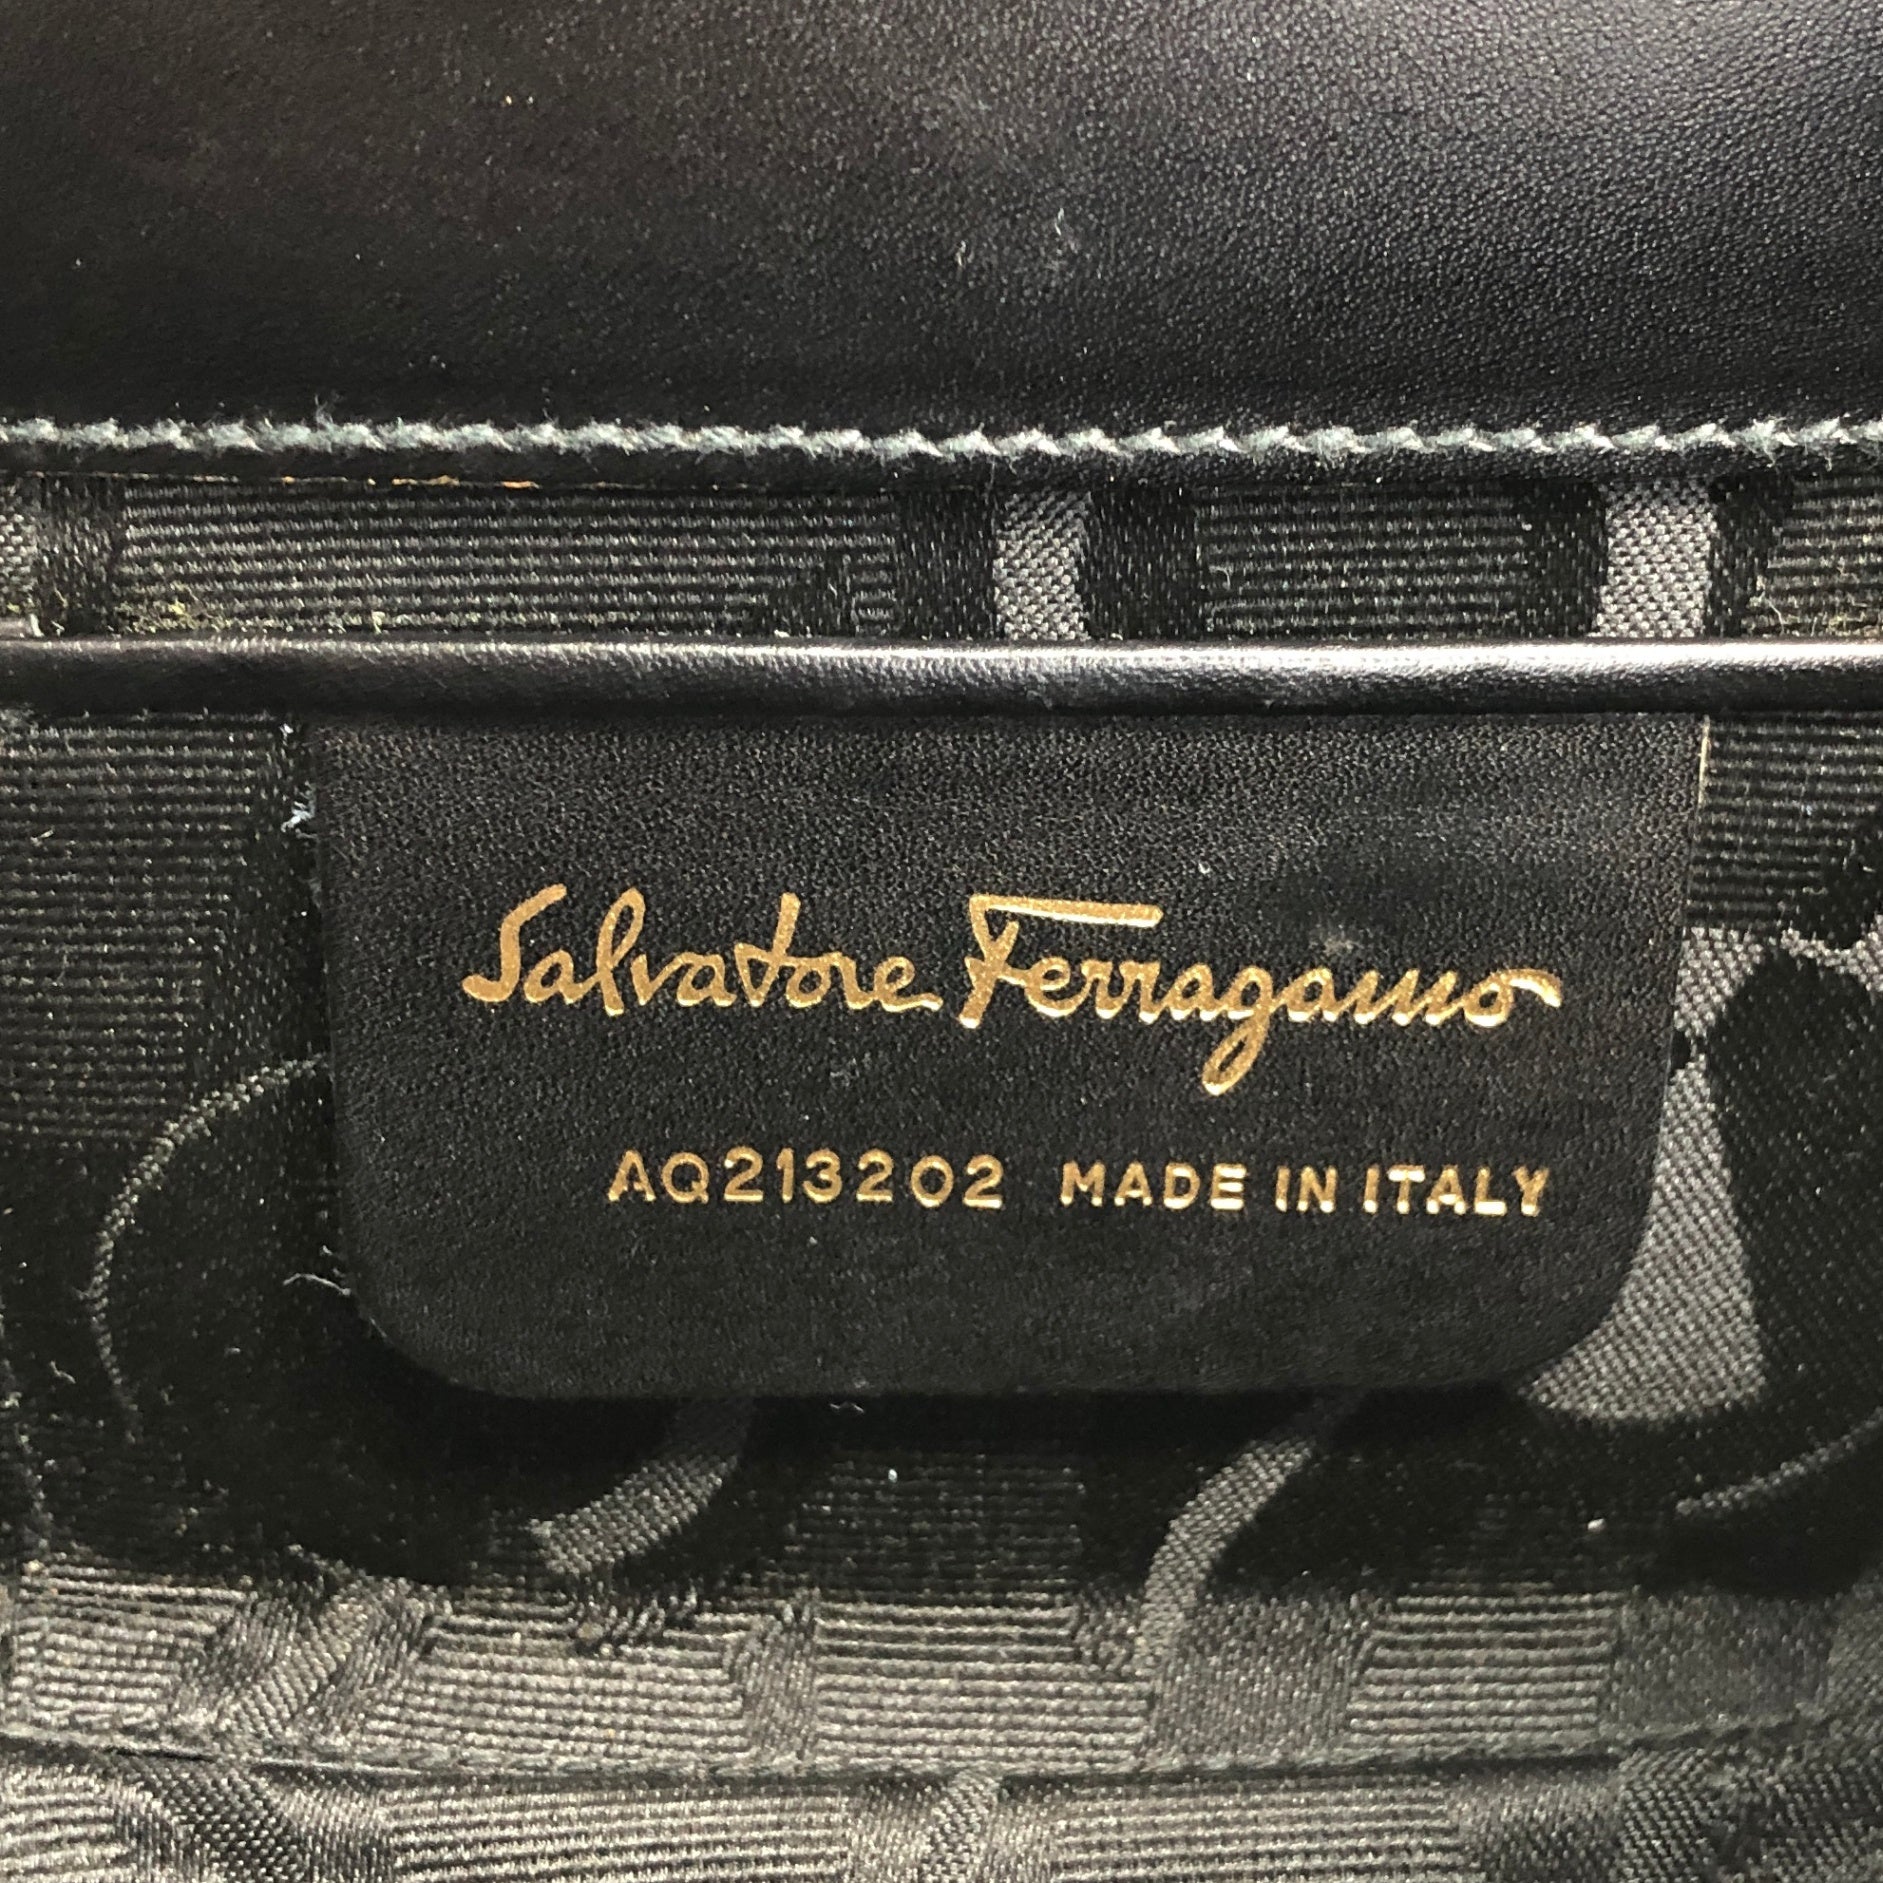 Salvatore Ferragamo
AQ213202 MADE IN ITALY